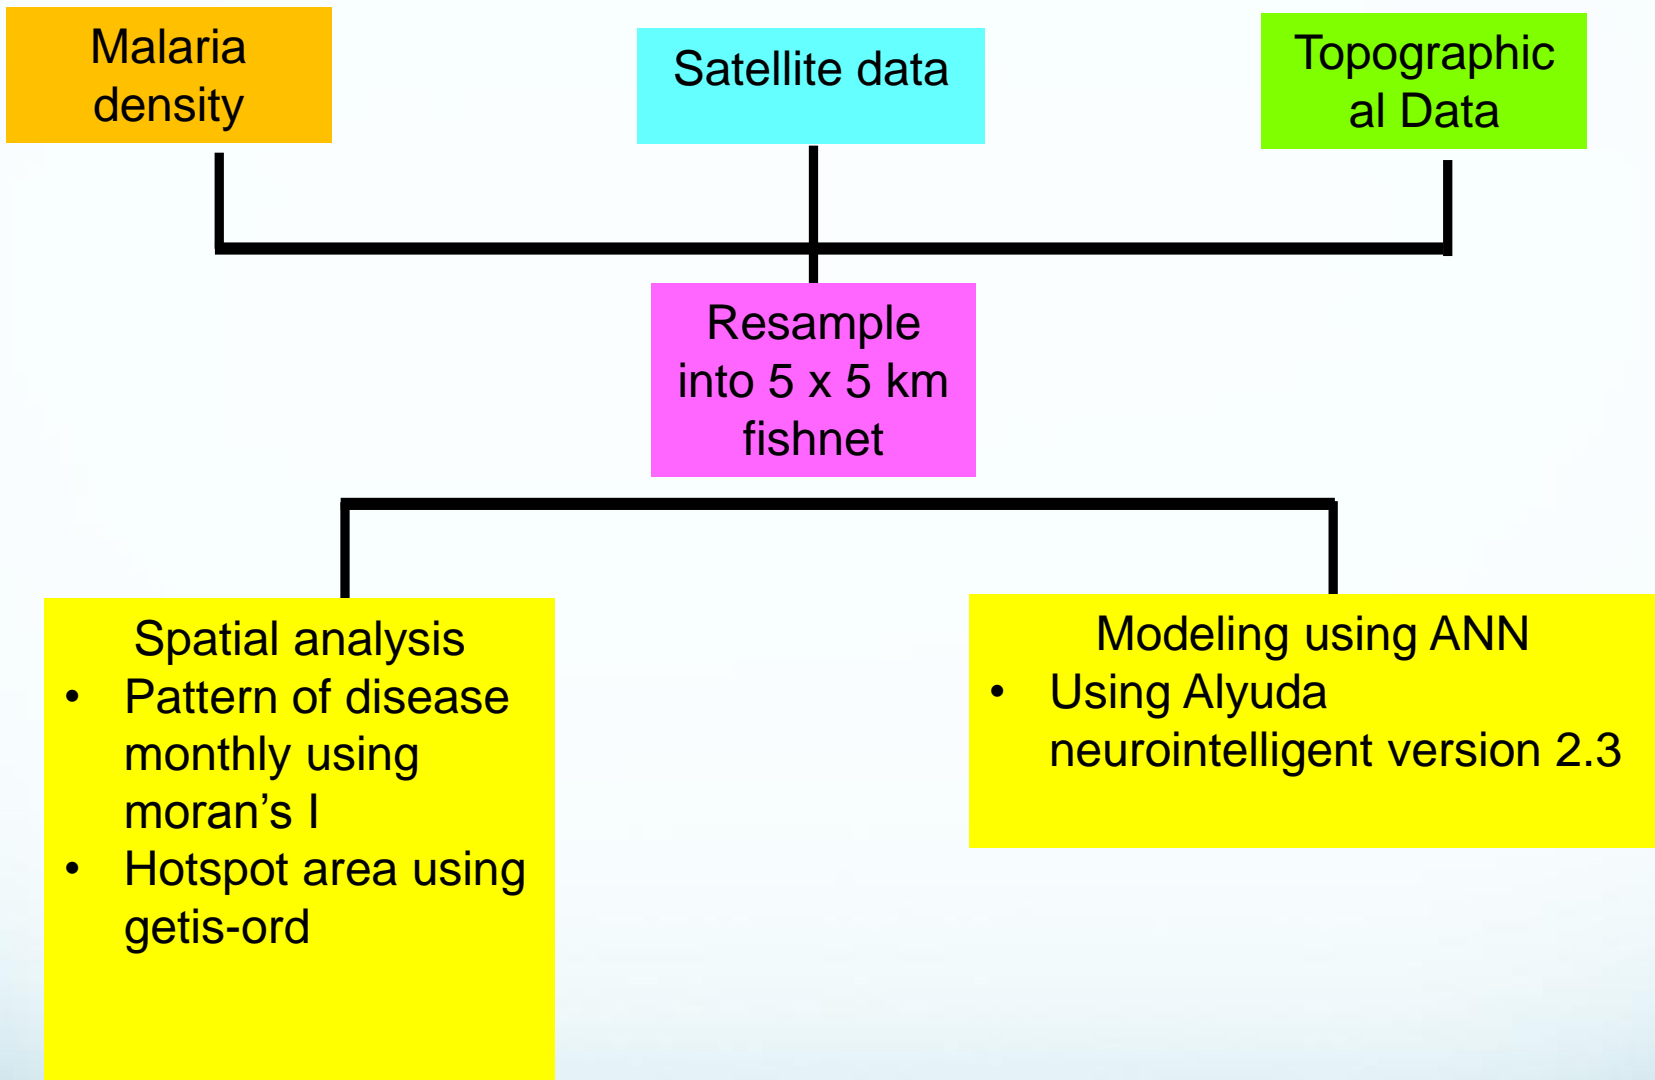 Malaria
density
Satellite data
Topographic
al Data
Resample
into 5 x 5 km
fishnet
Spatial analysis
• Pattern of disease
monthly using
moran’s I
• Hotspot area using
getis-ord
Modeling using ANN
• Using Alyuda
neurointelligent version 2.3